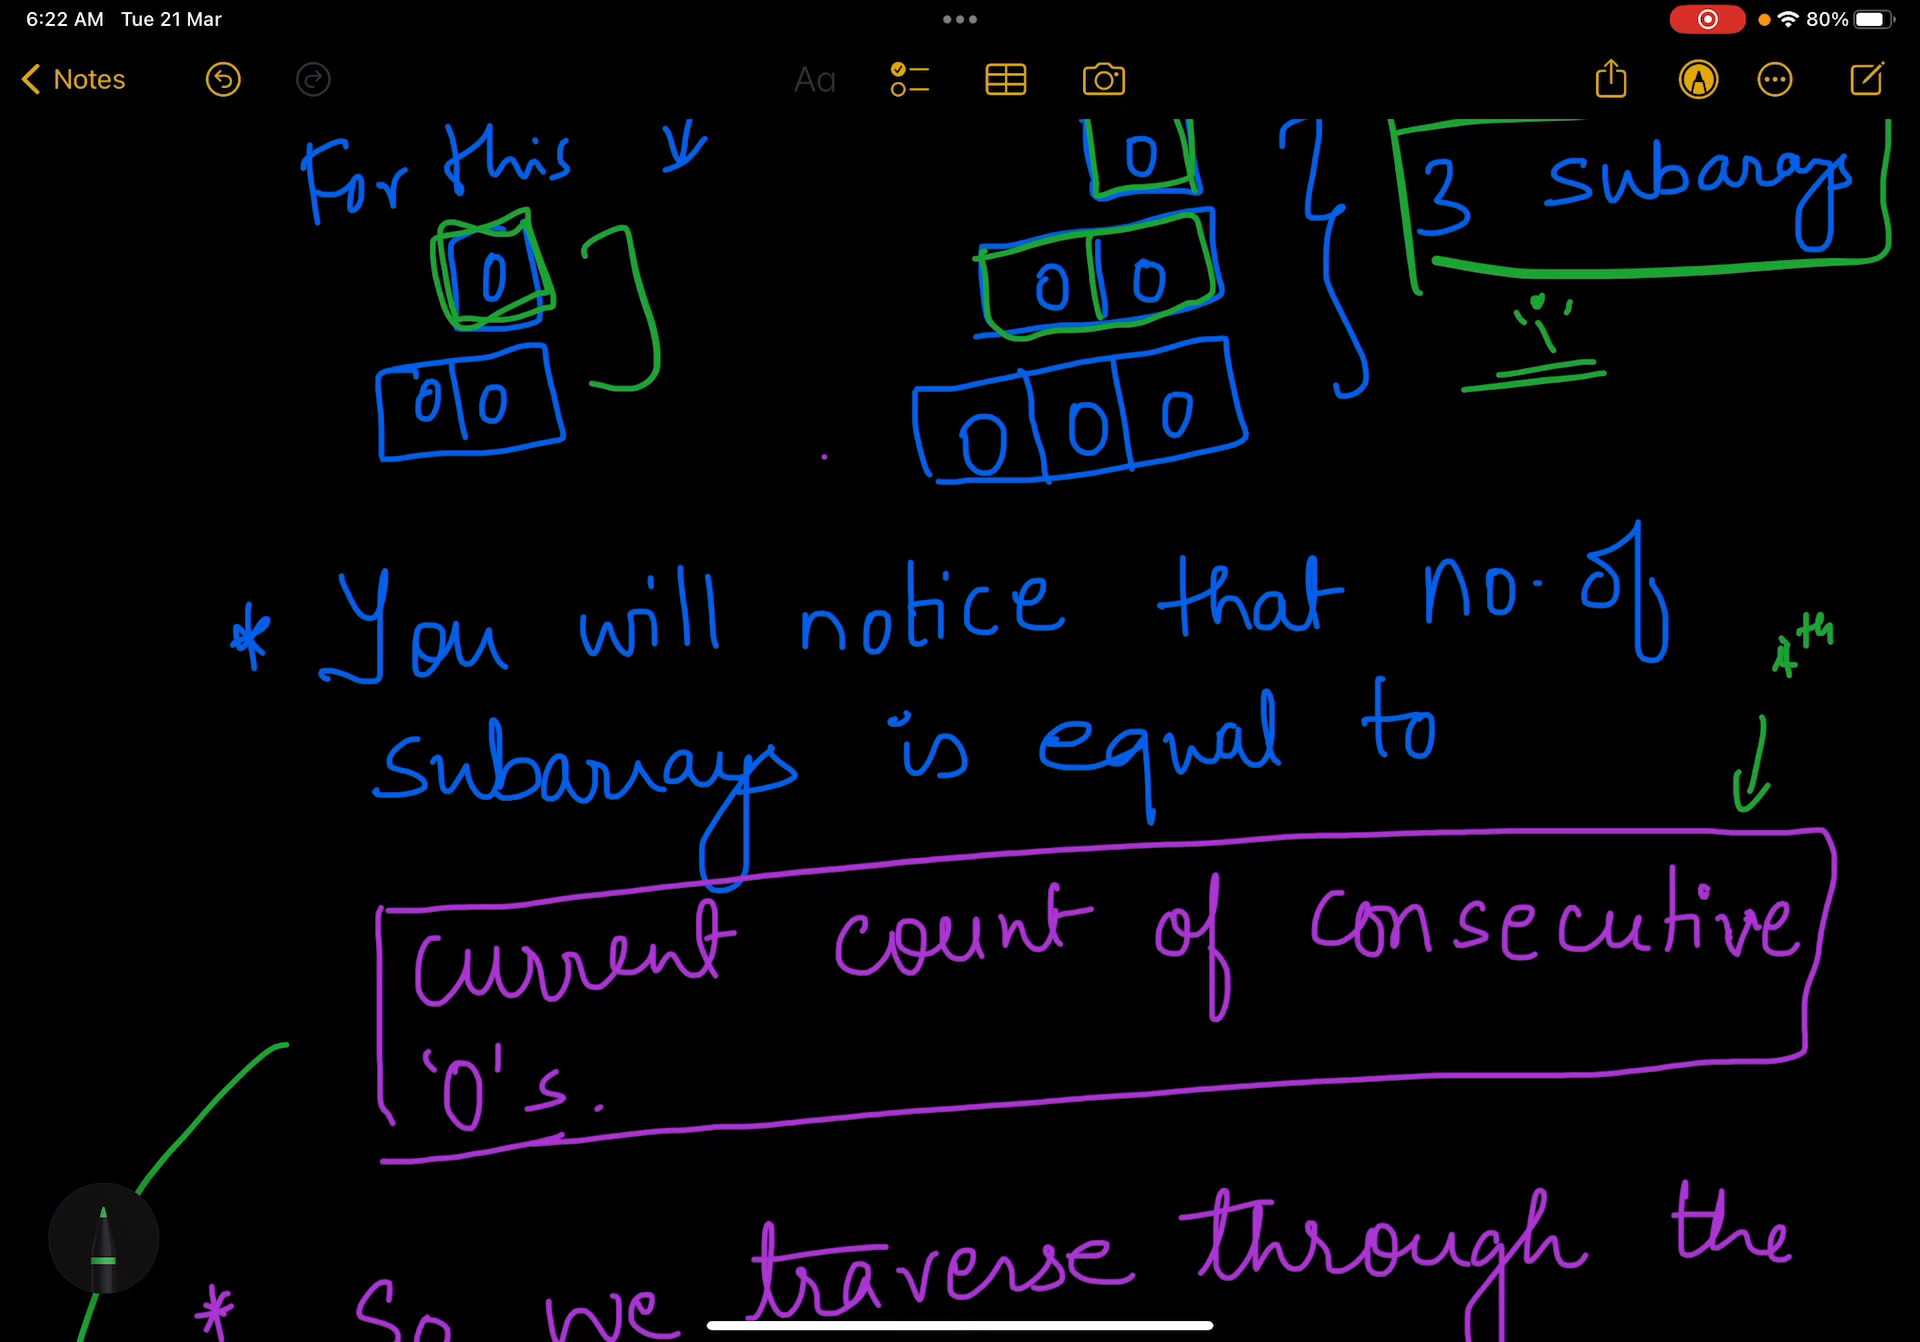 6:22 AM Tue 21 Mar
80%
Notes
Aa
For this
0
3 subarays
0
0 0
0 0
0 0 0
* You will notice that no. of
subarrays is equal to
current count of consecutive
'0's.
* So we traverse through the